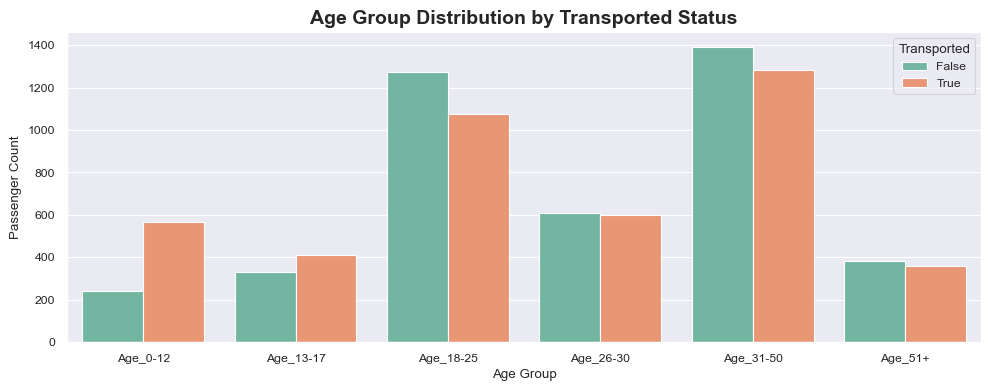 Age Group Distribution by Transported Status
Transported
False
True
Passenger Count
1400
1200
1000
800
600
400
200
0
Age_0-12
Age_13-17
Age_18-25
Age_26-30
Age_31-50
Age_51+
Age Group